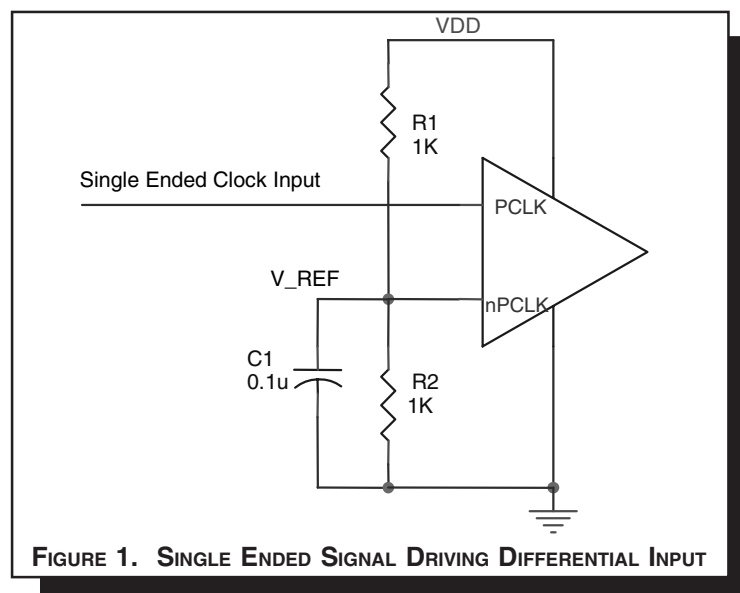 VDD
R1
1K
Single Ended Clock Input
PCLK
V_REF
nPCLK
C1
0.1u
R2
1K
FIGURE 1. SINGLE ENDED SIGNAL DRIVING DIFFERENTIAL INPUT